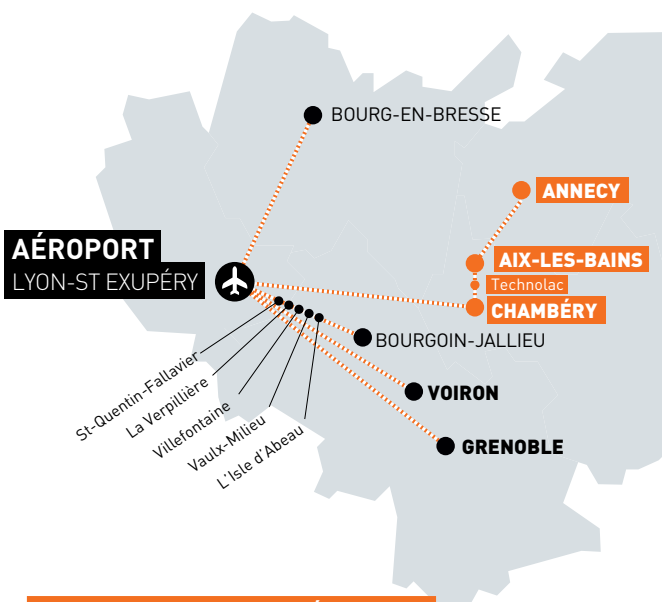 BOURG-EN-BRESSE
ANNECY
AÉROPORT
LYON-ST EXUPÉRY
AIX-LES-BAINS
Technolac
CHAMBÉRY
BOURGOIN-JALLIEU
St-Quentin-Fallavier
La Verpillière
Villefontaine
Vaulx-Milieu
L'Isle d'Abeau
VOIRON
GRENOBLE